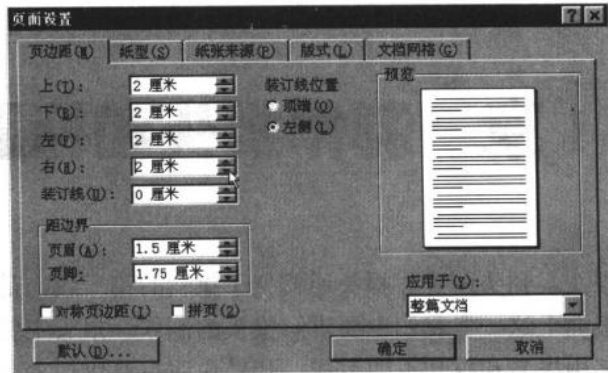 页面设置
页边距(M) 紙型(S) 纸张来源(P) 版式(L) 文档网格(G)
上(T): 2 厘米 装订线位置 预览
下(B): 2 厘米 顶端(O)
左(F): 2 厘米 左侧(L)
右(R): 2 厘米
装订线(U): 0 厘米
距边界
页眉(A): 1.5 厘米
页脚: 1.75 厘米 应用于(Y):
对称页边距(I) 拼页(2) 整篇文档
默认(D)... 确定 取消